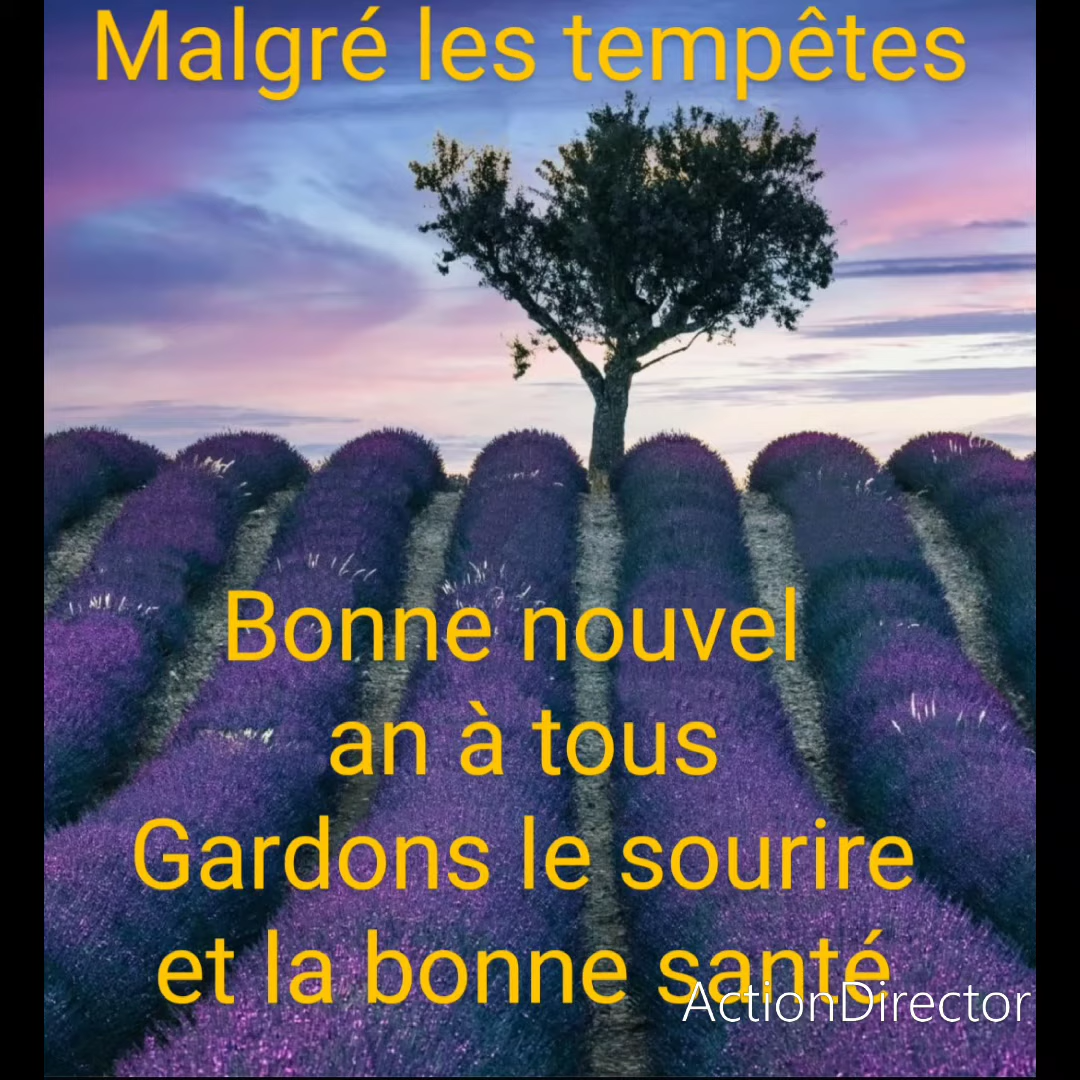 Malgré les tempêtes
Bonne nouvel
an à tous
Gardons le sourire
et la bonne santé
ActionDirector